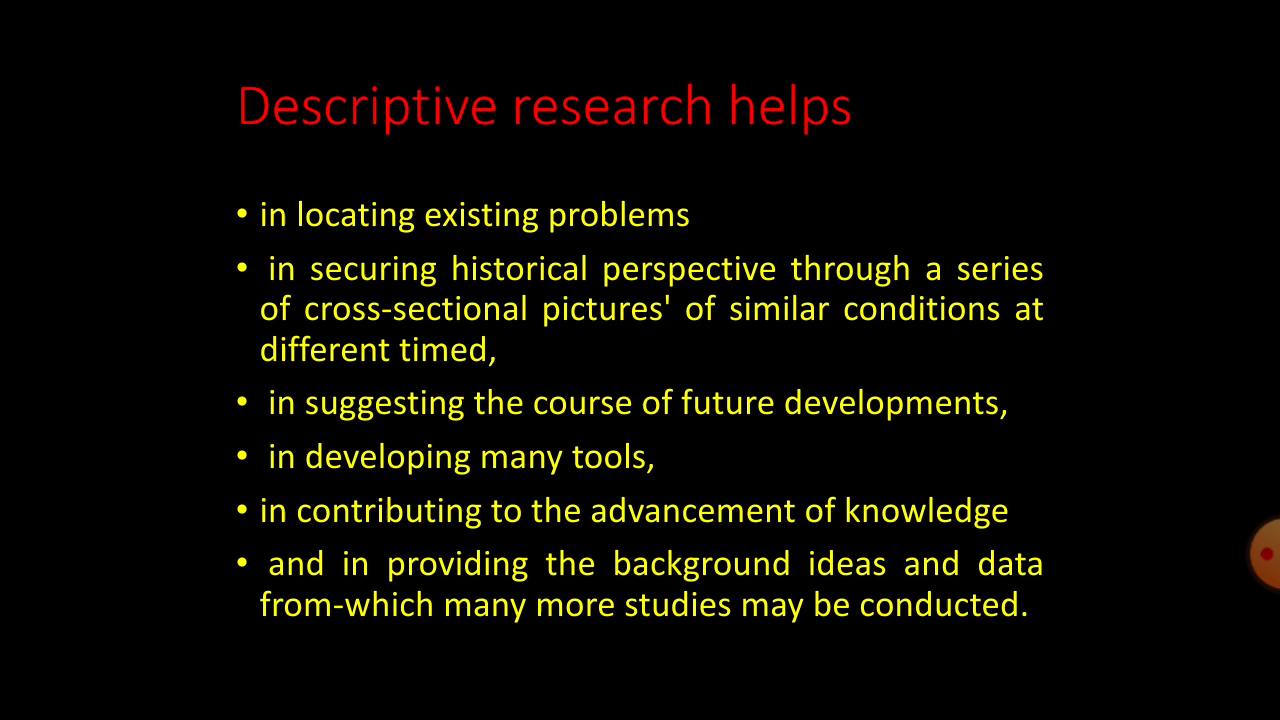 Descriptive research helps
• in locating existing problems
• in securing historical perspective through a series
of cross-sectional pictures' of similar conditions at
different timed,
• in suggesting the course of future developments,
• in developing many tools,
• in contributing to the advancement of knowledge
• and in providing the background ideas and data
from-which many more studies may be conducted.